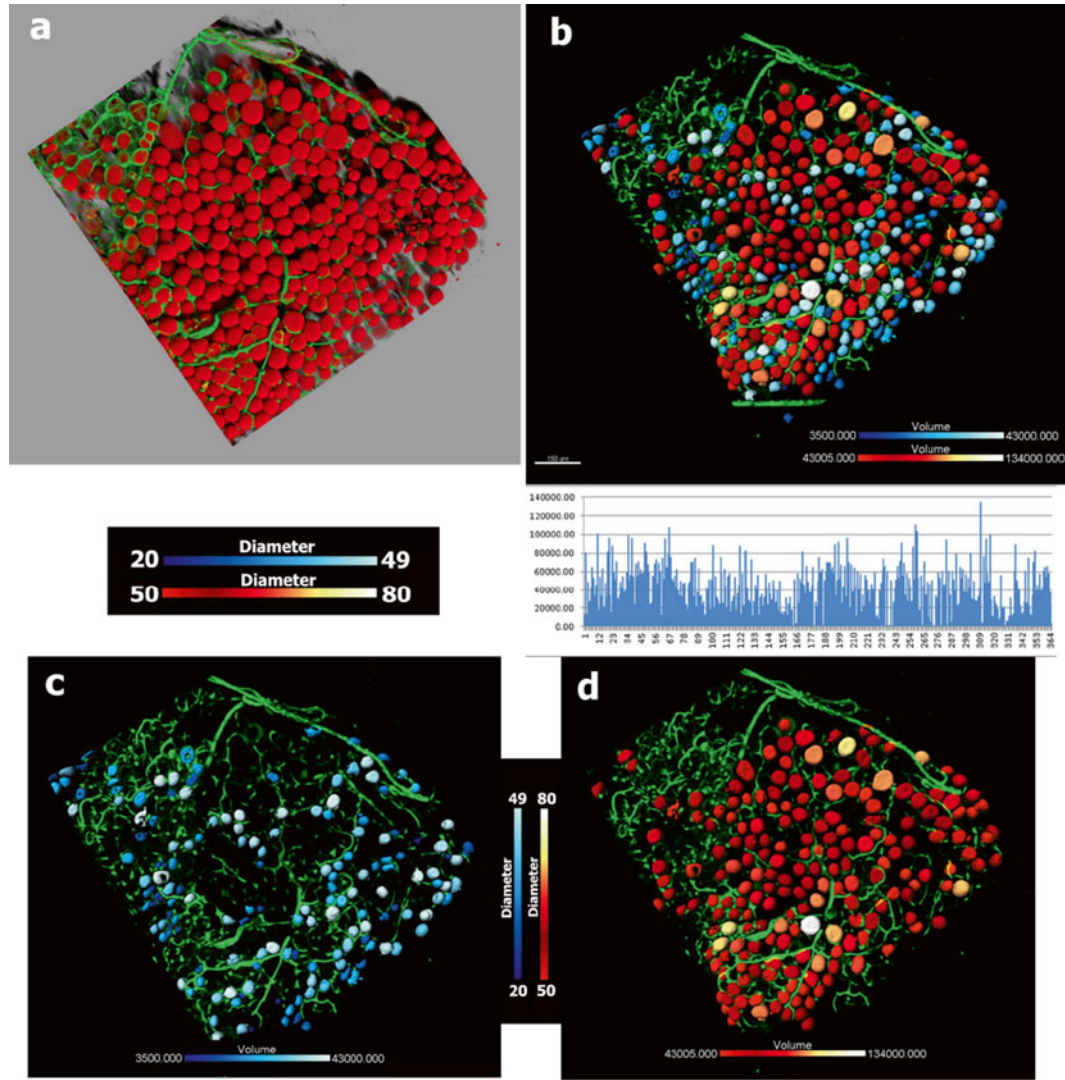 a
b
Volume
3500.000 43000.000
Volume
43005.000 134000.000
150 µm
20 Diameter 49
50 Diameter 80
140000.00
120000.00
100000.00
80000.00
60000.00
40000.00
20000.00
0.00
1 12 23 34 45 56 67 78 89 100 111 122 133 144 155 166 177 188 199 210 221 232 243 254 265 276 287 298 309 320 331 342 353 364
c
d
49 80
Diameter Diameter
20 50
Volume
3500.000 43000.000
Volume
43005.000 134000.000